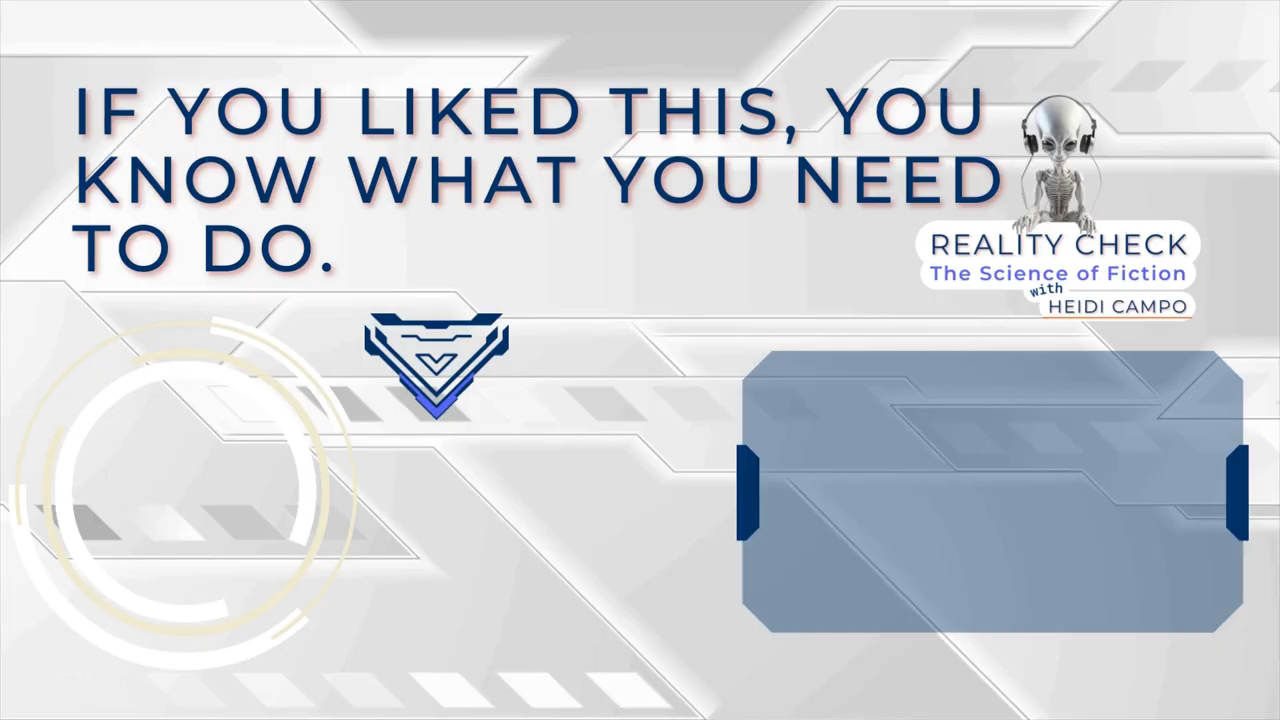 IF YOU LIKED THIS, YOU
KNOW WHAT YOU NEED
TO DO.
REALITY CHECK
The Science of Fiction
with
HEIDI CAMPO